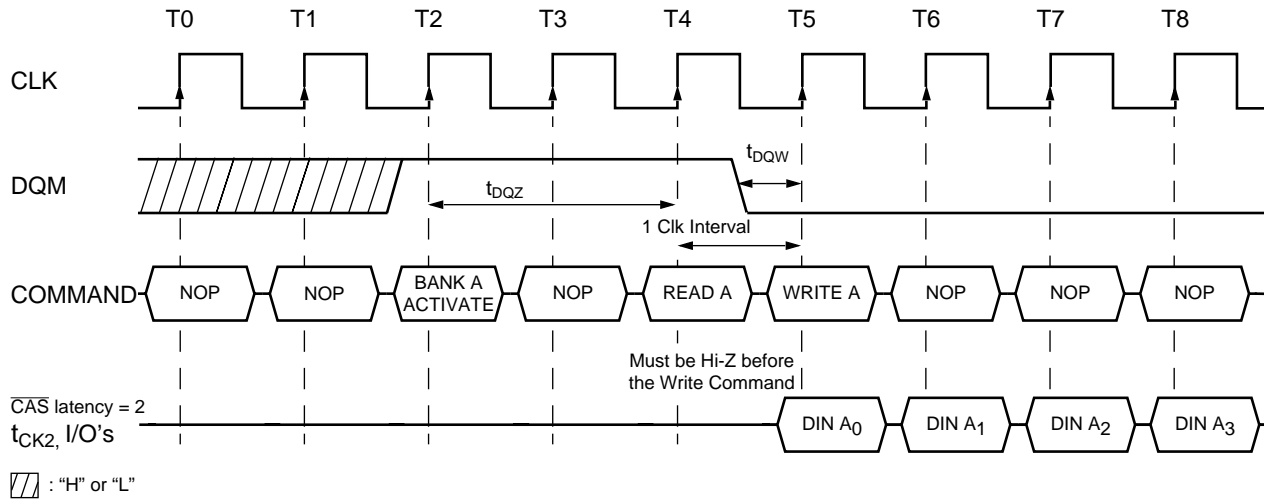 T0 T1 T2 T3 T4 T5 T6 T7 T8
CLK
tDQW
DQM
tDQZ
1 Clk Interval
COMMAND NOP NOP BANK A ACTIVATE NOP READ A WRITE A NOP NOP NOP
Must be Hi-Z before
the Write Command
CAS latency = 2
tCK2, I/O's DIN A0 DIN A1 DIN A2 DIN A3
: “H” or “L”